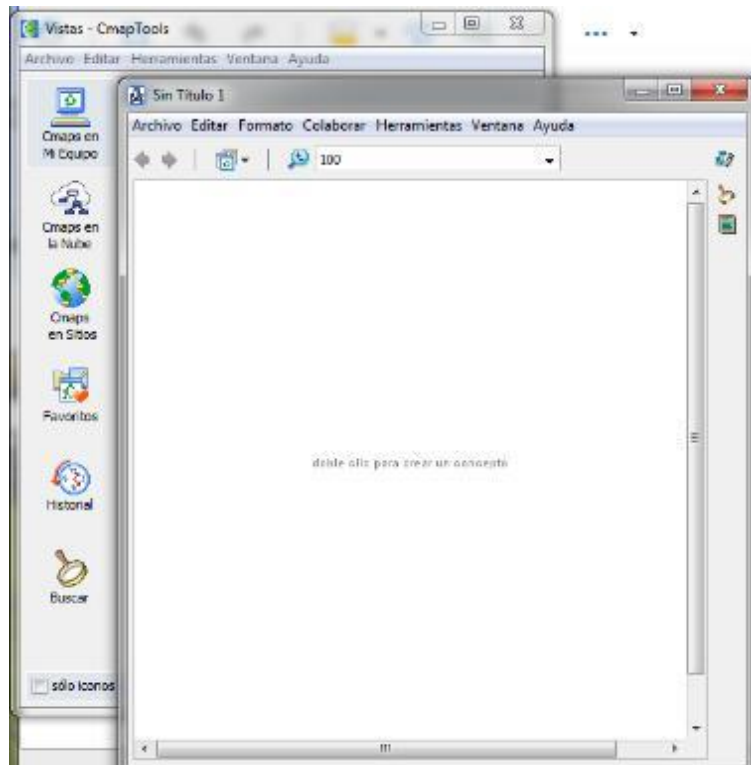 Vistas - CmapTools
Archivo Editar Herramientas Ventana Ayuda
Sin Título 1
Archivo Editar Formato Colaborar Herramientas Ventana Ayuda
100
Cmaps en
Mi Equipo
Cmaps en
la Nube
Cmaps
en Sitios
Favoritos
Historial
Buscar
sólo iconos
doble clic para crear un concepto